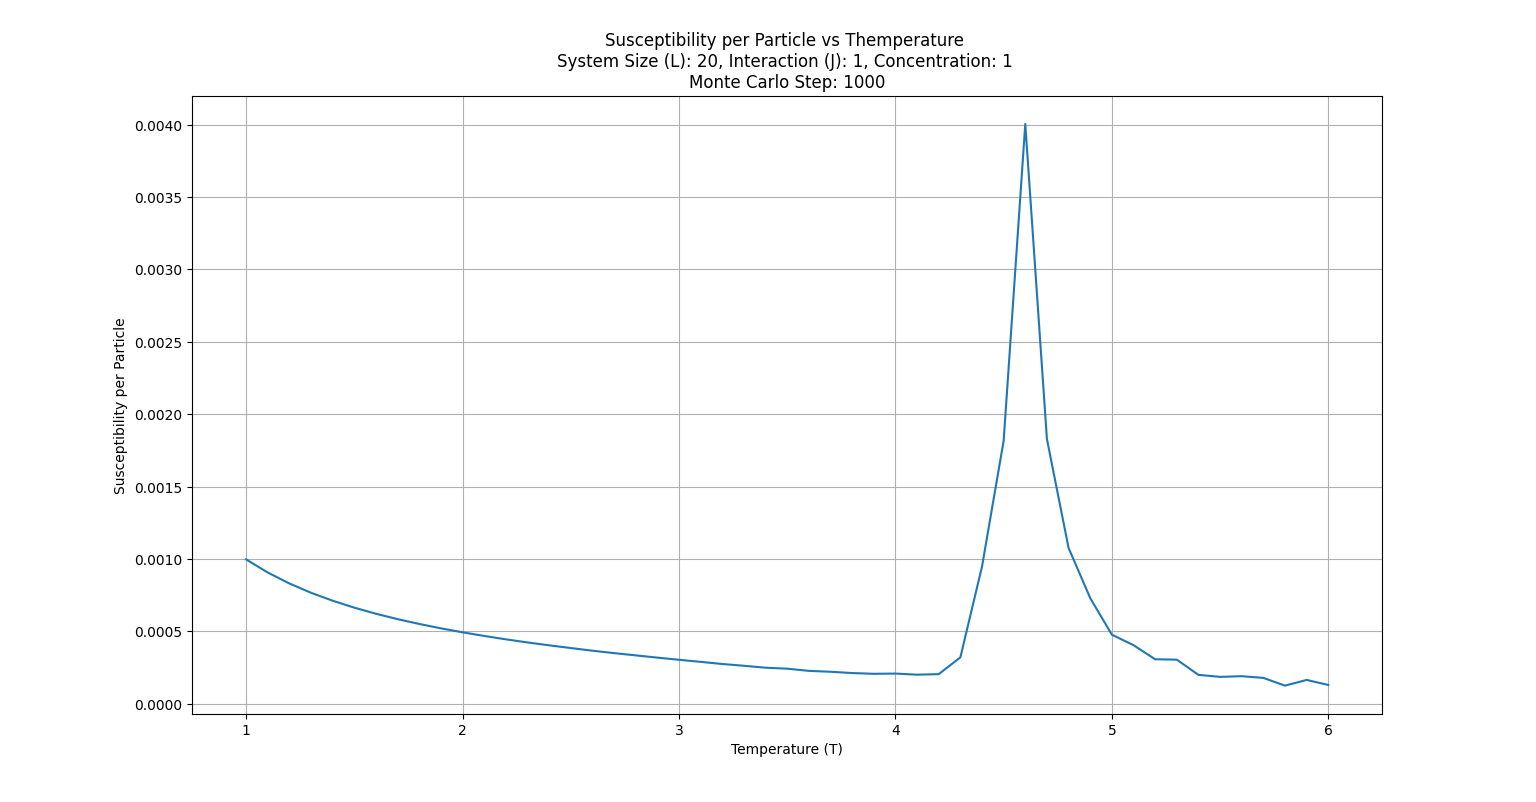 Susceptibility per Particle vs Themperature
System Size (L): 20, Interaction (J): 1, Concentration: 1
Monte Carlo Step: 1000
Susceptibility per Particle
0.0040
0.0035
0.0030
0.0025
0.0020
0.0015
0.0010
0.0005
0.0000
1 2 3 4 5 6
Temperature (T)